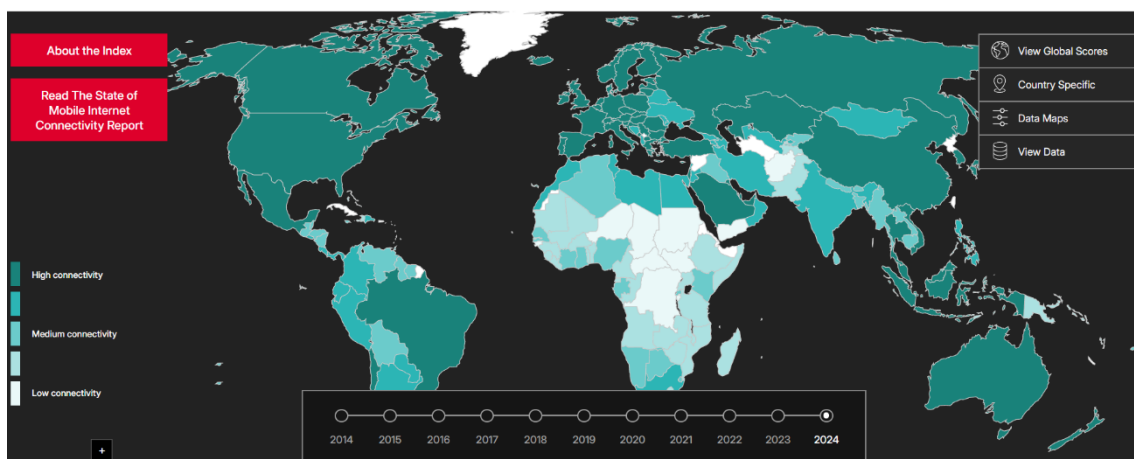 About the Index
Read The State of
Mobile Internet
Connectivity Report
View Global Scores
Country Specific
Data Maps
View Data
High connectivity
Medium connectivity
Low connectivity
2014 2015 2016 2017 2018 2019 2020 2021 2022 2023 2024
+